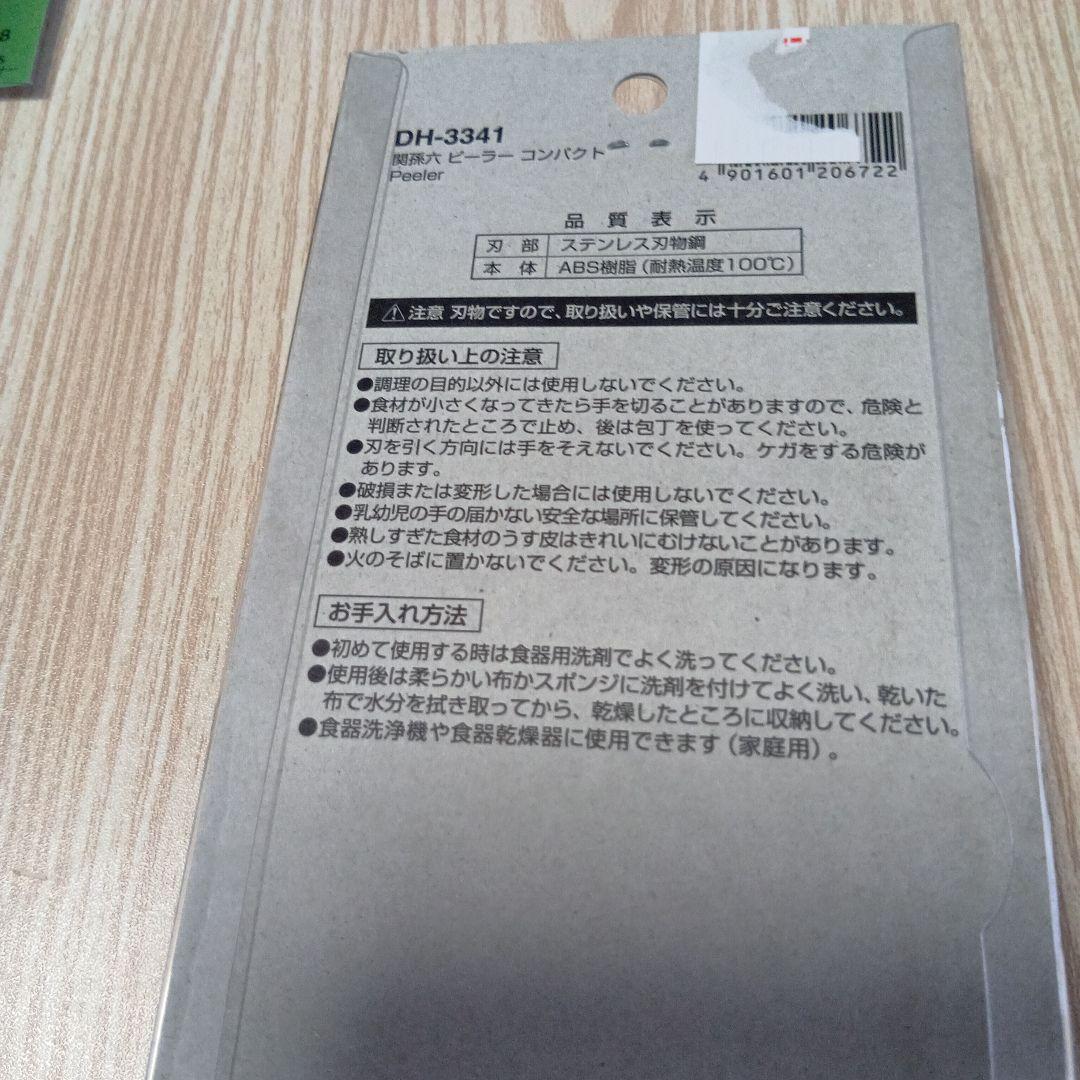 8
s
DH-3341
関孫六 ピーラー コンパクト
Peeler
4 901601 206722
品質表示
刃部 ステンレス刃物鋼
本体 ABS樹脂(耐熱温度100℃)
注意 刃物ですので、取り扱いや保管には十分ご注意ください。
取り扱い上の注意
●調理の目的以外には使用しないでください。
●食材が小さくなってきたら手を切ることがありますので、危険と
判断されたところで止め、後は包丁を使ってください。
●刃を引く方向には手をそえないでください。ケガをする危険が
あります。
●破損または変形した場合には使用しないでください。
●乳幼児の手の届かない安全な場所に保管してください。
●熟しすぎた食材のうす皮はきれいにむけないことがあります。
●火のそばに置かないでください。変形の原因になります。
お手入れ方法
●初めて使用する時は食器用洗剤でよく洗ってください。
●使用後は柔らかい布かスポンジに洗剤を付けてよく洗い、乾いた
布で水分を拭き取ってから、乾燥したところに収納してください。
●食器洗浄機や食器乾燥器に使用できます(家庭用)。